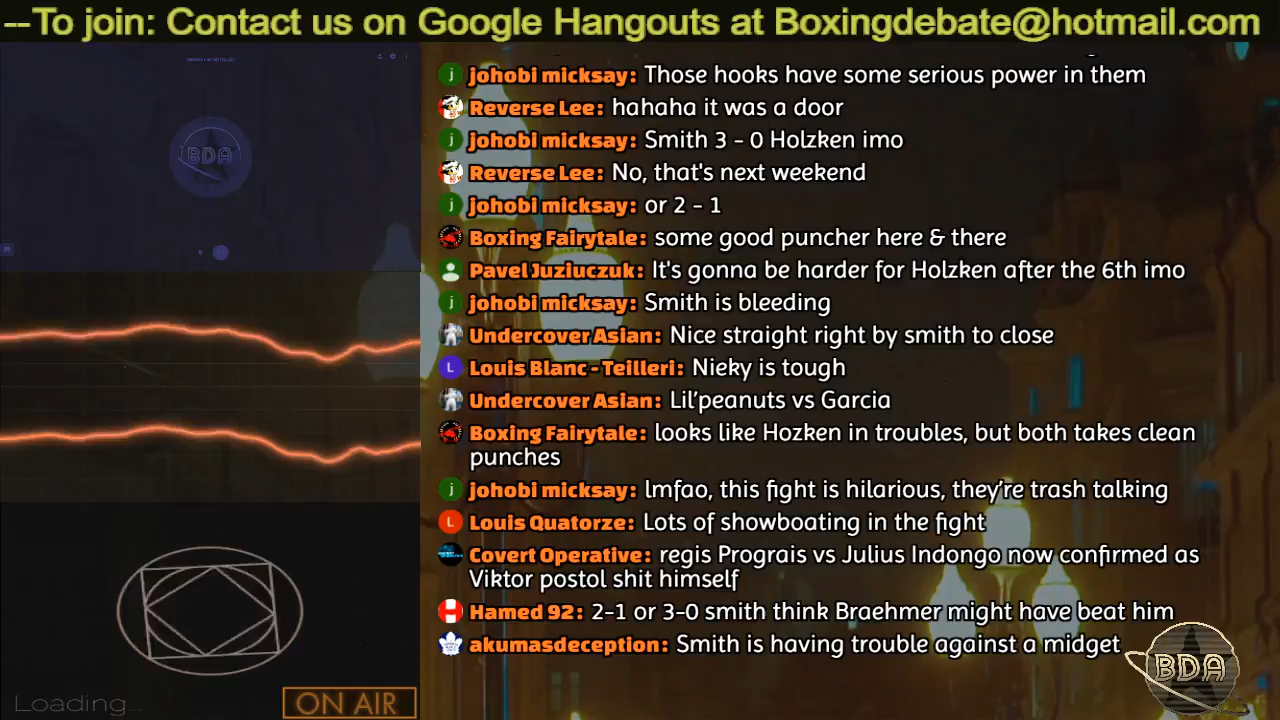 --To join: Contact us on Google Hangouts at Boxingdebate@hotmail.com
BDA
johobi micksay: Those hooks have some serious power in them
Reverse Lee: hahaha it was a door
johobi micksay: Smith 3 - 0 Holzken imo
Reverse Lee: No, that's next weekend
johobi micksay: or 2 - 1
Boxing Fairytale: some good puncher here & there
Pavel Juziuczuk: It's gonna be harder for Holzken after the 6th imo
johobi micksay: Smith is bleeding
Undercover Asian: Nice straight right by smith to close
L Louis Blanc - Teilleri: Nieky is tough
Undercover Asian: Lil'peanuts vs Garcia
Boxing Fairytale: looks like Hozken in troubles, but both takes clean
punches
johobi micksay: lmfao, this fight is hilarious, they're trash talking
L Louis Quatorze: Lots of showboating in the fight
Covert Operative: regis Prograis vs Julius Indongo now confirmed as
Viktor postol shit himself
Hamed 92: 2-1 or 3-0 smith think Braehmer might have beat him
akumasdeception: Smith is having trouble against a midget
Loading...
ON AIR
BDA